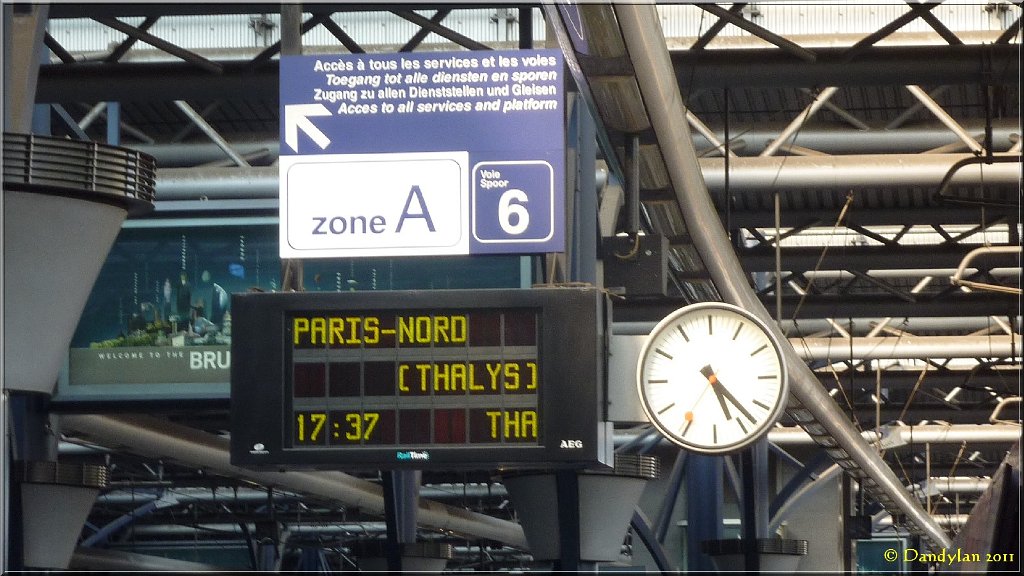 Accès à tous les services et les voles
Toegang tot alle diensten en sporen
Zugang zu allen Dienststellen und Gleisen
Acces to all services and platform
zone A
Voie
Spoor
6
PARIS-NORD
(THALYS)
17:37 THA
AEG
WELCOME TO THE BRU
© Dandylan 2011